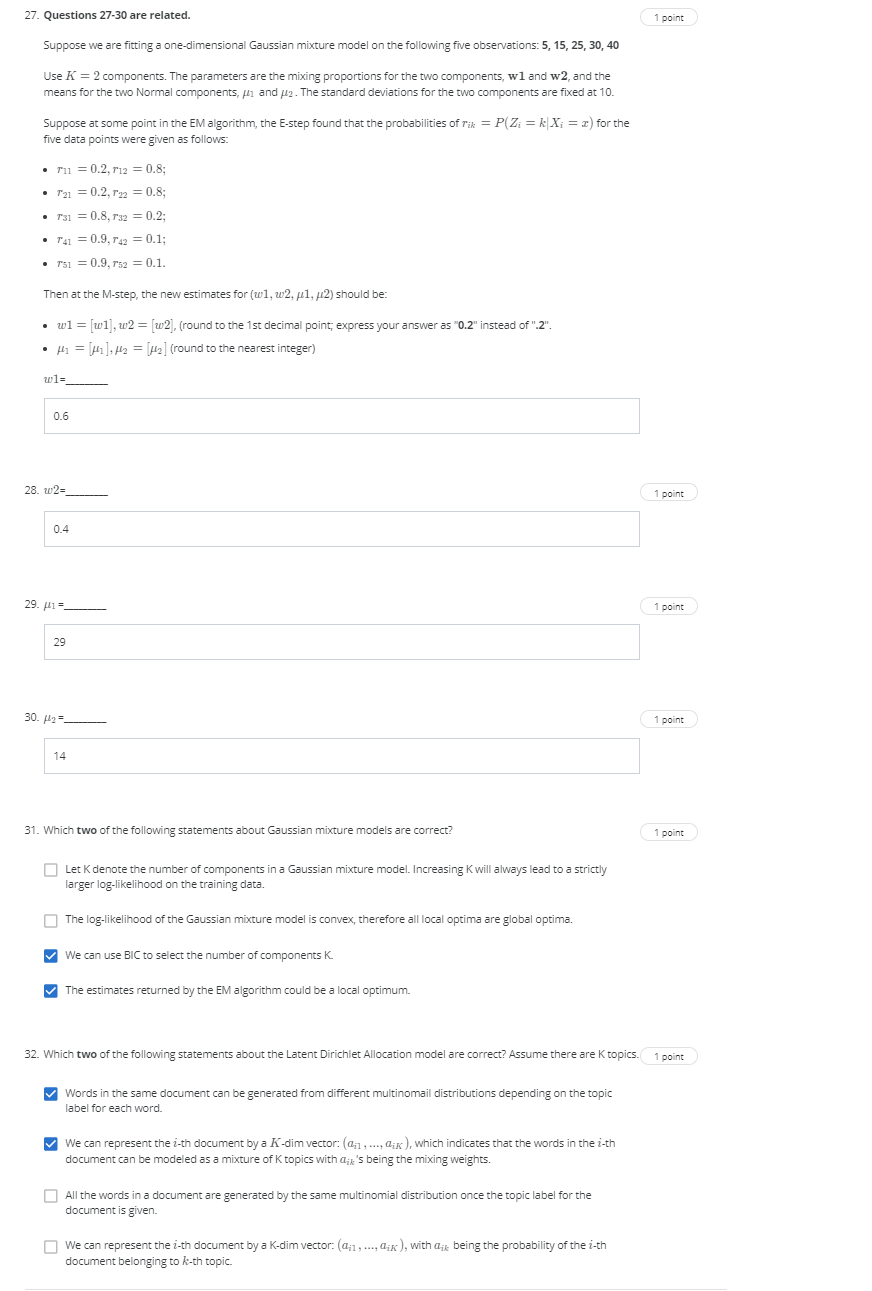 27. Questions 27-30 are related.
1 point
Suppose we are fitting a one-dimensional Gaussian mixture model on the following five observations: 5, 15, 25, 30, 40
Use K = 2 components. The parameters are the mixing proportions for the two components, w1 and w2, and the
means for the two Normal components, μ₁ and μ₂. The standard deviations for the two components are fixed at 10.
Suppose at some point in the EM algorithm, the E-step found that the probabilities of rᵢₖ = P(Zᵢ = k|Xᵢ = x) for the
five data points were given as follows:
• r₁₁ = 0.2, r₁₂ = 0.8;
• r₂₁ = 0.2, r₂₂ = 0.8;
• r₃₁ = 0.8, r₃₂ = 0.2;
• r₄₁ = 0.9, r₄₂ = 0.1;
• r₅₁ = 0.9, r₅₂ = 0.1.
Then at the M-step, the new estimates for (w1, w2, μ1, μ2) should be:
• w1 = [w1], w2 = [w2], (round to the 1st decimal point; express your answer as "0.2" instead of ".2".
• μ₁ = [μ₁], μ₂ = [μ₂] (round to the nearest integer)
w1=________
0.6
28. w2=________
1 point
0.4
29. μ₁ =________
1 point
29
30. μ₂ =________
1 point
14
31. Which two of the following statements about Gaussian mixture models are correct?
1 point
Let K denote the number of components in a Gaussian mixture model. Increasing K will always lead to a strictly
larger log-likelihood on the training data.
The log-likelihood of the Gaussian mixture model is convex, therefore all local optima are global optima.
We can use BIC to select the number of components K.
The estimates returned by the EM algorithm could be a local optimum.
32. Which two of the following statements about the Latent Dirichlet Allocation model are correct? Assume there are K topics.
1 point
Words in the same document can be generated from different multinomail distributions depending on the topic
label for each word.
We can represent the i-th document by a K-dim vector: (aᵢ₁, ..., aᵢK), which indicates that the words in the i-th
document can be modeled as a mixture of K topics with aᵢₖ's being the mixing weights.
All the words in a document are generated by the same multinomial distribution once the topic label for the
document is given.
We can represent the i-th document by a K-dim vector: (aᵢ₁, ..., aᵢK), with aᵢₖ being the probability of the i-th
document belonging to k-th topic.